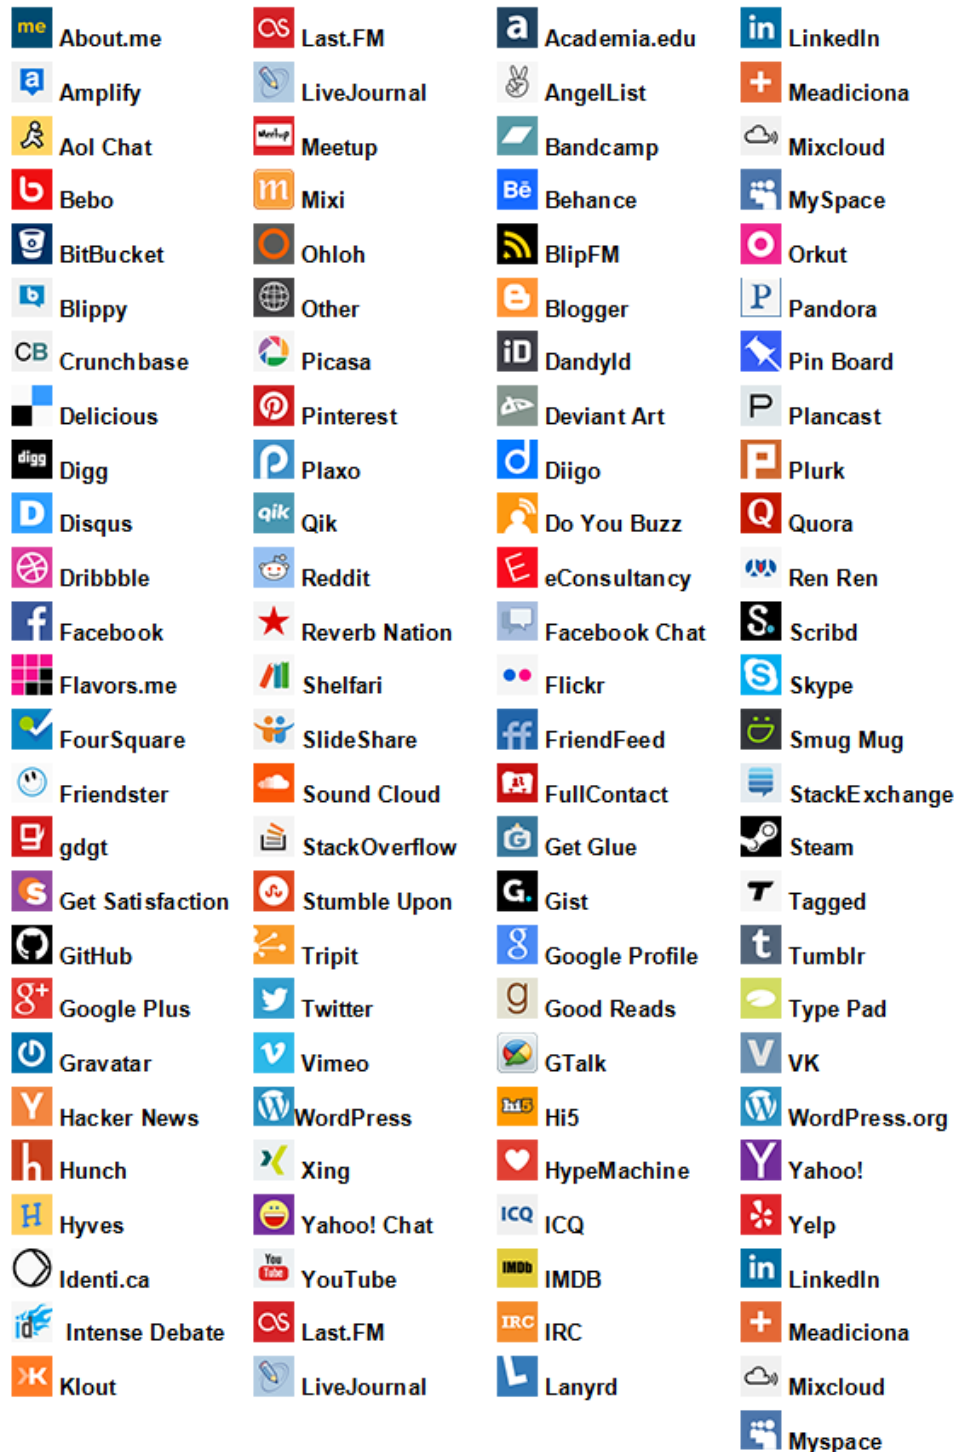 About.me
Last.FM
Academia.edu
LinkedIn
Amplify
LiveJournal
AngelList
Meadiciona
Aol Chat
Meetup
Bandcamp
Mixcloud
Bebo
Mixi
Behance
MySpace
BitBucket
Ohloh
BlipFM
Orkut
Blippy
Other
Blogger
Pandora
Crunchbase
Picasa
DandyId
Pin Board
Delicious
Pinterest
Deviant Art
Plancast
Digg
Plaxo
Diigo
Plurk
Disqus
Qik
Do You Buzz
Quora
Dribbble
Reddit
eConsultancy
Ren Ren
Facebook
Reverb Nation
Facebook Chat
Scribd
Flavors.me
Shelfari
Flickr
Skype
FourSquare
SlideShare
FriendFeed
Smug Mug
Friendster
Sound Cloud
FullContact
StackExchange
gdgt
StackOverflow
Get Glue
Steam
Get Satisfaction
Stumble Upon
Gist
Tagged
GitHub
Tripit
Google Profile
Tumblr
Google Plus
Twitter
Good Reads
Type Pad
Gravatar
Vimeo
GTalk
VK
Hacker News
WordPress
Hi5
WordPress.org
Hunch
Xing
HypeMachine
Yahoo!
Hyves
Yahoo! Chat
ICQ
Yelp
Identi.ca
YouTube
IMDB
LinkedIn
Intense Debate
Last.FM
IRC
Meadiciona
Klout
LiveJournal
Lanyrd
Mixcloud
Myspace